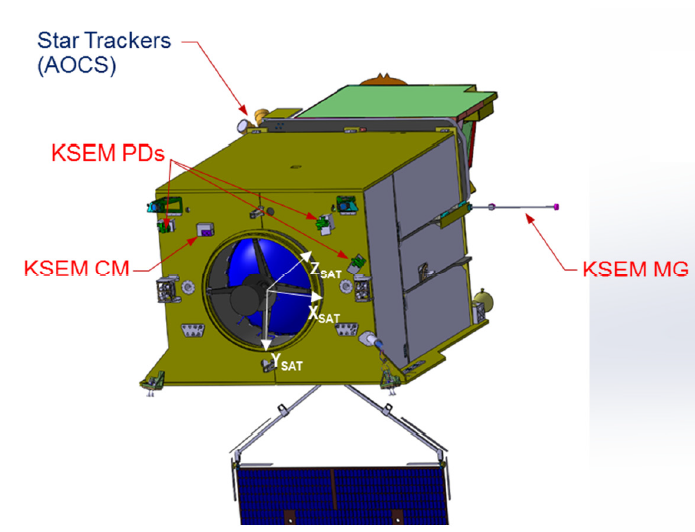 Star Trackers
(AOCS)
KSEM PDs
KSEM CM
KSEM MG
ZSAT
XSAT
YSAT